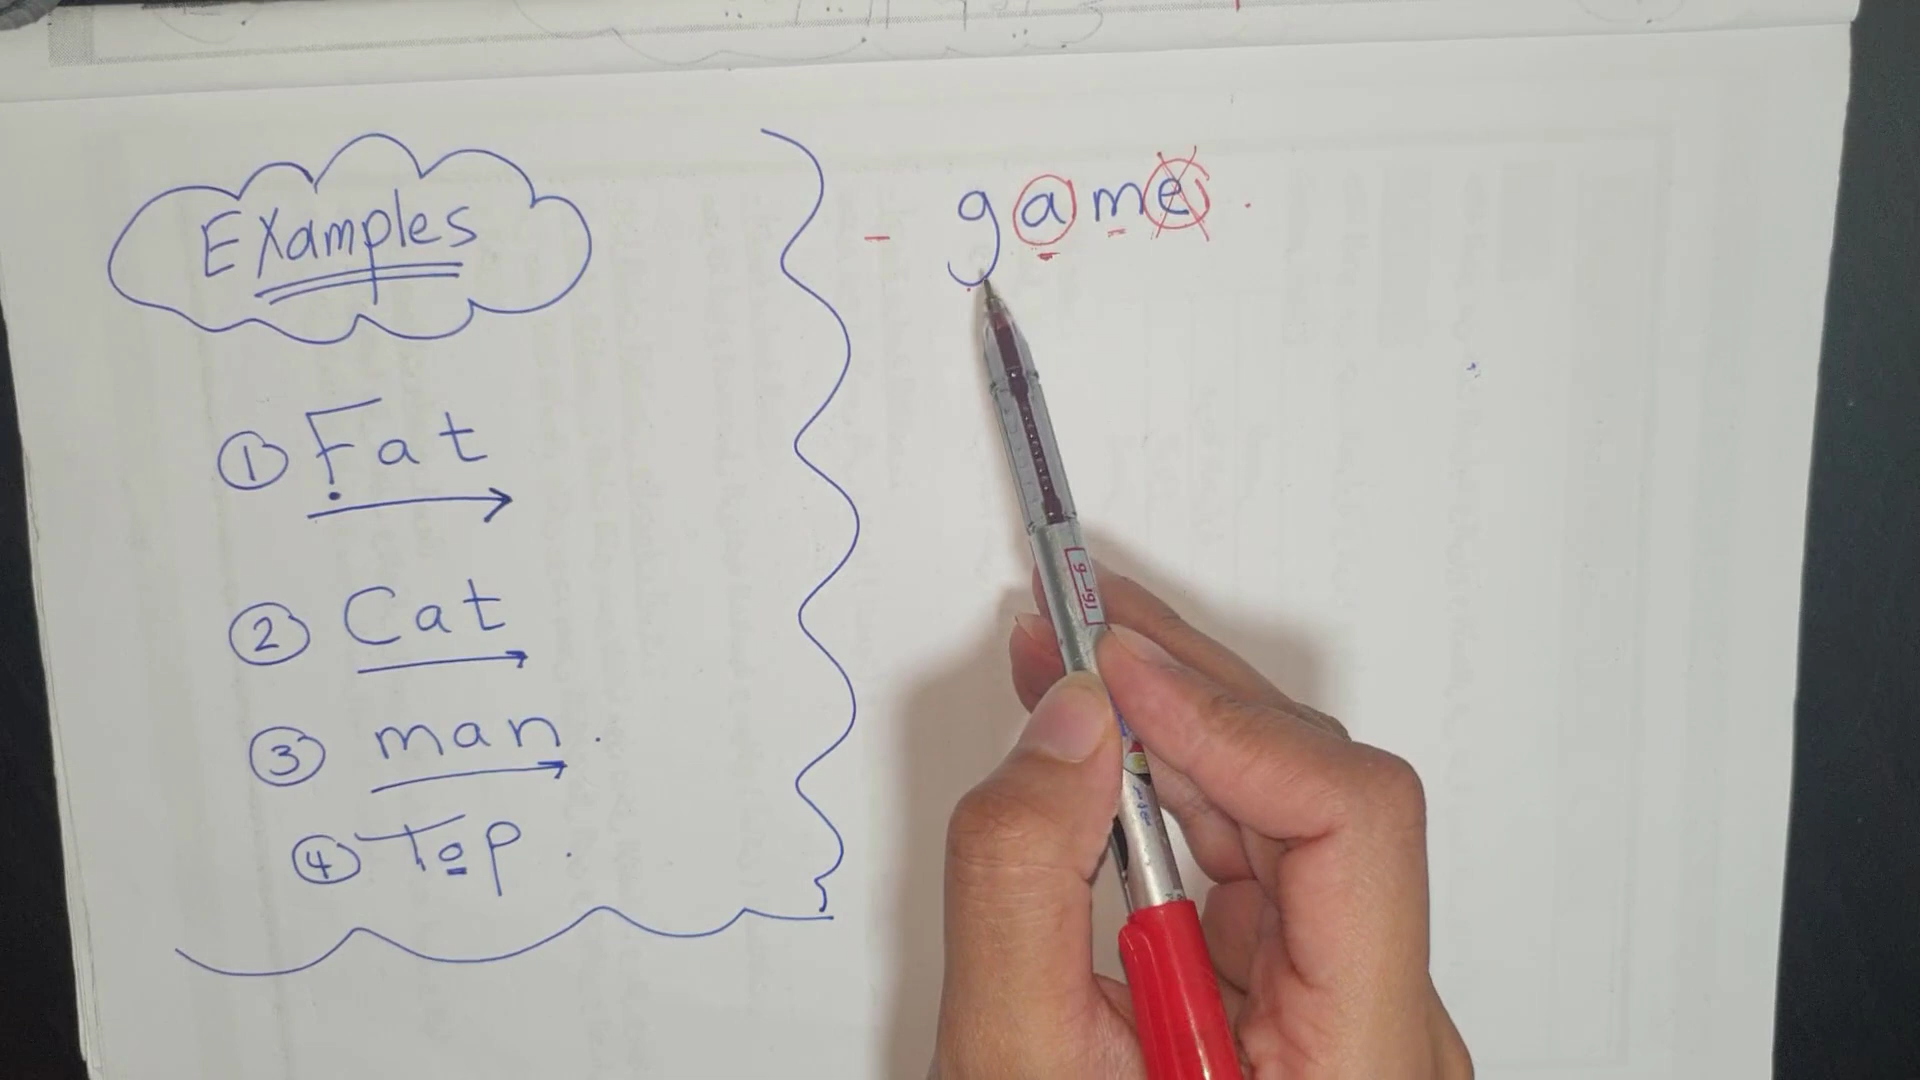 EXamples
① Fat
② Cat
③ man.
④ Top.
- game.